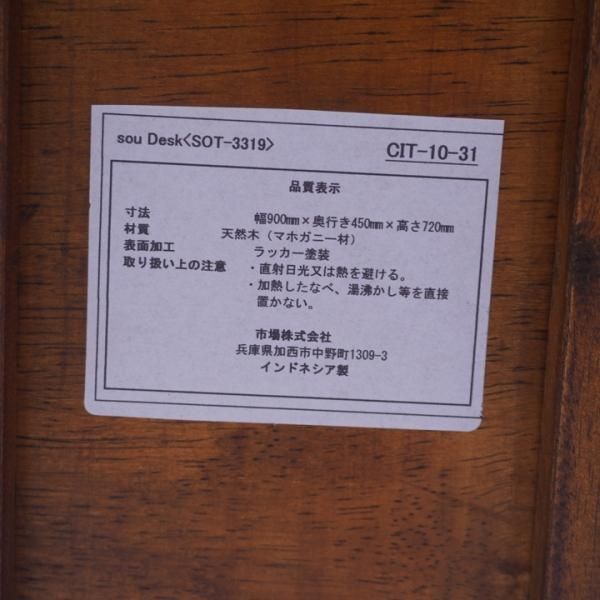 sou Desk<SOT-3319> CIT-10-31
品質表示
寸法 幅900mm×奥行き450mm×高さ720mm
材質 天然木（マホガニー材）
表面加工 ラッカー塗装
取り扱い上の注意 ・直射日光又は熱を避ける。
・加熱したなべ、湯沸かし等を直接
置かない。
市場株式会社
兵庫県加西市中野町1309-3
インドネシア製